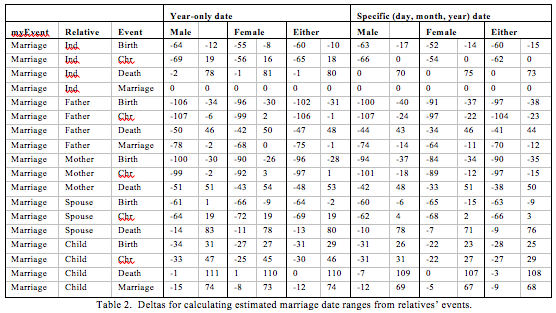 Year-only date Specific (day, month, year) date
myEvent Relative Event Male Female Either Male Female Either
Marriage Ind. Birth -64 -12 -55 -8 -60 -10 -63 -17 -52 -14 -60 -15
Marriage Ind. Chr. -69 19 -56 16 -65 18 -66 0 -54 0 -62 0
Marriage Ind. Death -2 78 -1 81 -1 80 0 70 0 75 0 73
Marriage Ind. Marriage 0 0 0 0 0 0 0 0 0 0 0 0
Marriage Father Birth -106 -34 -96 -30 -102 -31 -100 -40 -91 -37 -97 -38
Marriage Father Chr. -107 -6 -99 2 -106 -1 -107 -24 -97 -22 -104 -23
Marriage Father Death -50 46 -42 50 -47 48 -44 43 -34 46 -41 44
Marriage Father Marriage -78 -2 -68 0 -75 -1 -74 -14 -64 -11 -70 -12
Marriage Mother Birth -100 -30 -90 -26 -96 -28 -94 -37 -84 -34 -90 -35
Marriage Mother Chr. -99 -2 -92 3 -97 1 -101 -18 -89 -12 -97 -15
Marriage Mother Death -51 51 -43 54 -48 53 -42 48 -33 51 -38 50
Marriage Spouse Birth -61 1 -66 -9 -64 -2 -60 -6 -65 -15 -63 -9
Marriage Spouse Chr. -64 19 -72 19 -69 19 -62 4 -68 2 -66 3
Marriage Spouse Death -14 83 -11 78 -13 80 -10 78 -7 71 -9 76
Marriage Child Birth -34 31 -27 27 -31 29 -31 26 -22 23 -28 25
Marriage Child Chr. -33 47 -25 45 -30 46 -31 31 -22 27 -27 29
Marriage Child Death -1 111 1 110 0 110 -7 109 0 107 -3 108
Marriage Child Marriage -15 74 -8 73 -12 74 -12 69 -5 67 -9 68
Table 2. Deltas for calculating estimated marriage date ranges from relatives' events.